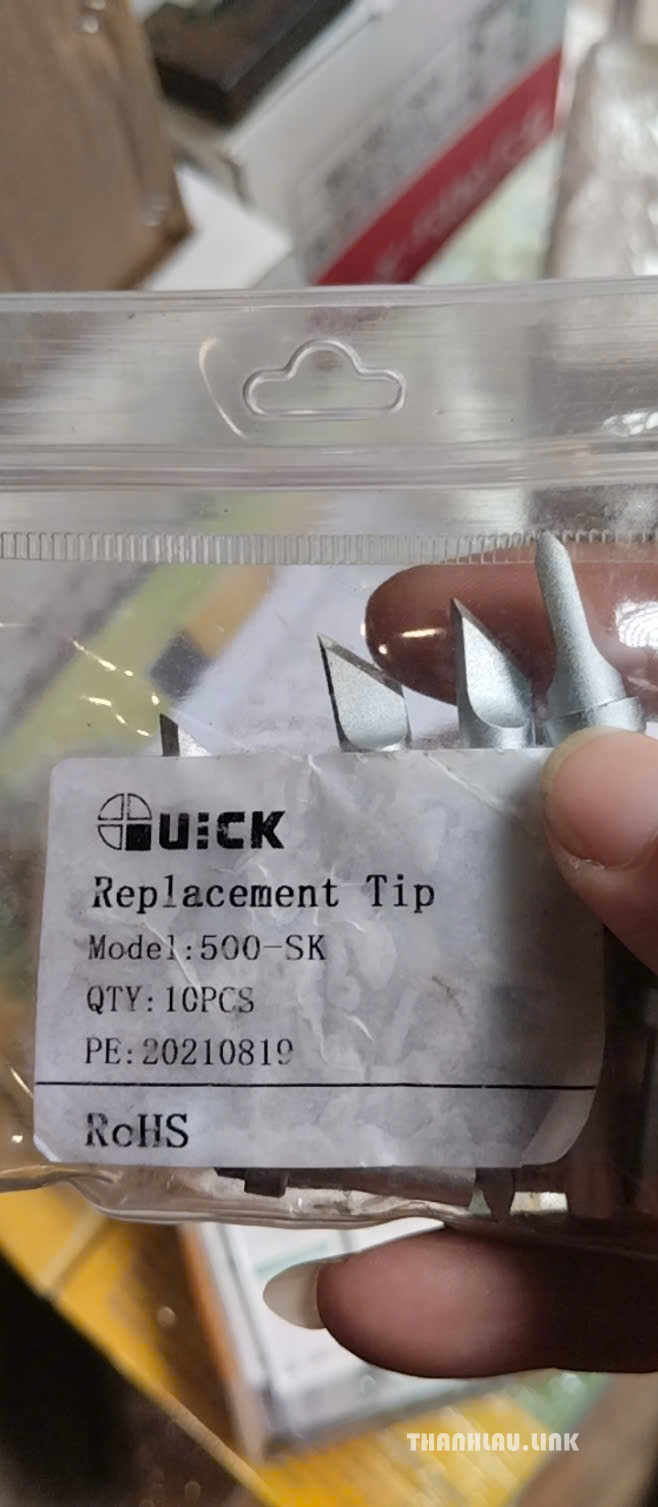 QUICK
Replacement Tip
Model:500-SK
QTY:10PCS
PE:20210819
RoHS
THANHLAU.LINK